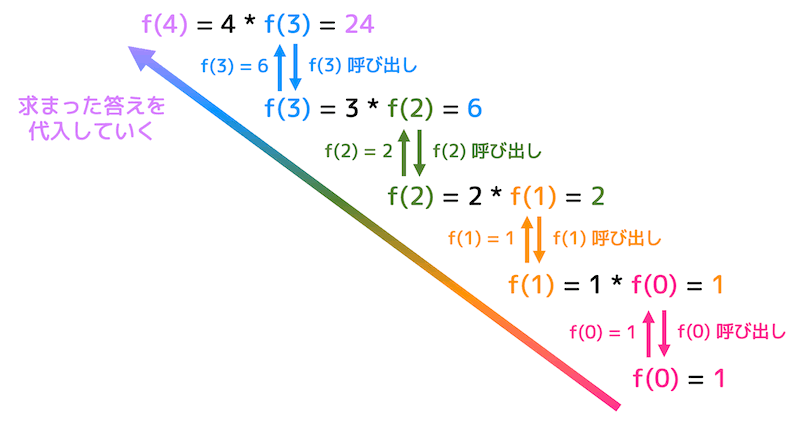 f(4) = 4 * f(3) = 24
f(3) = 6
f(3) 呼び出し
求まった答えを
代入していく
f(3) = 3 * f(2) = 6
f(2) = 2
f(2) 呼び出し
f(2) = 2 * f(1) = 2
f(1) = 1
f(1) 呼び出し
f(1) = 1 * f(0) = 1
f(0) = 1
f(0) 呼び出し
f(0) = 1